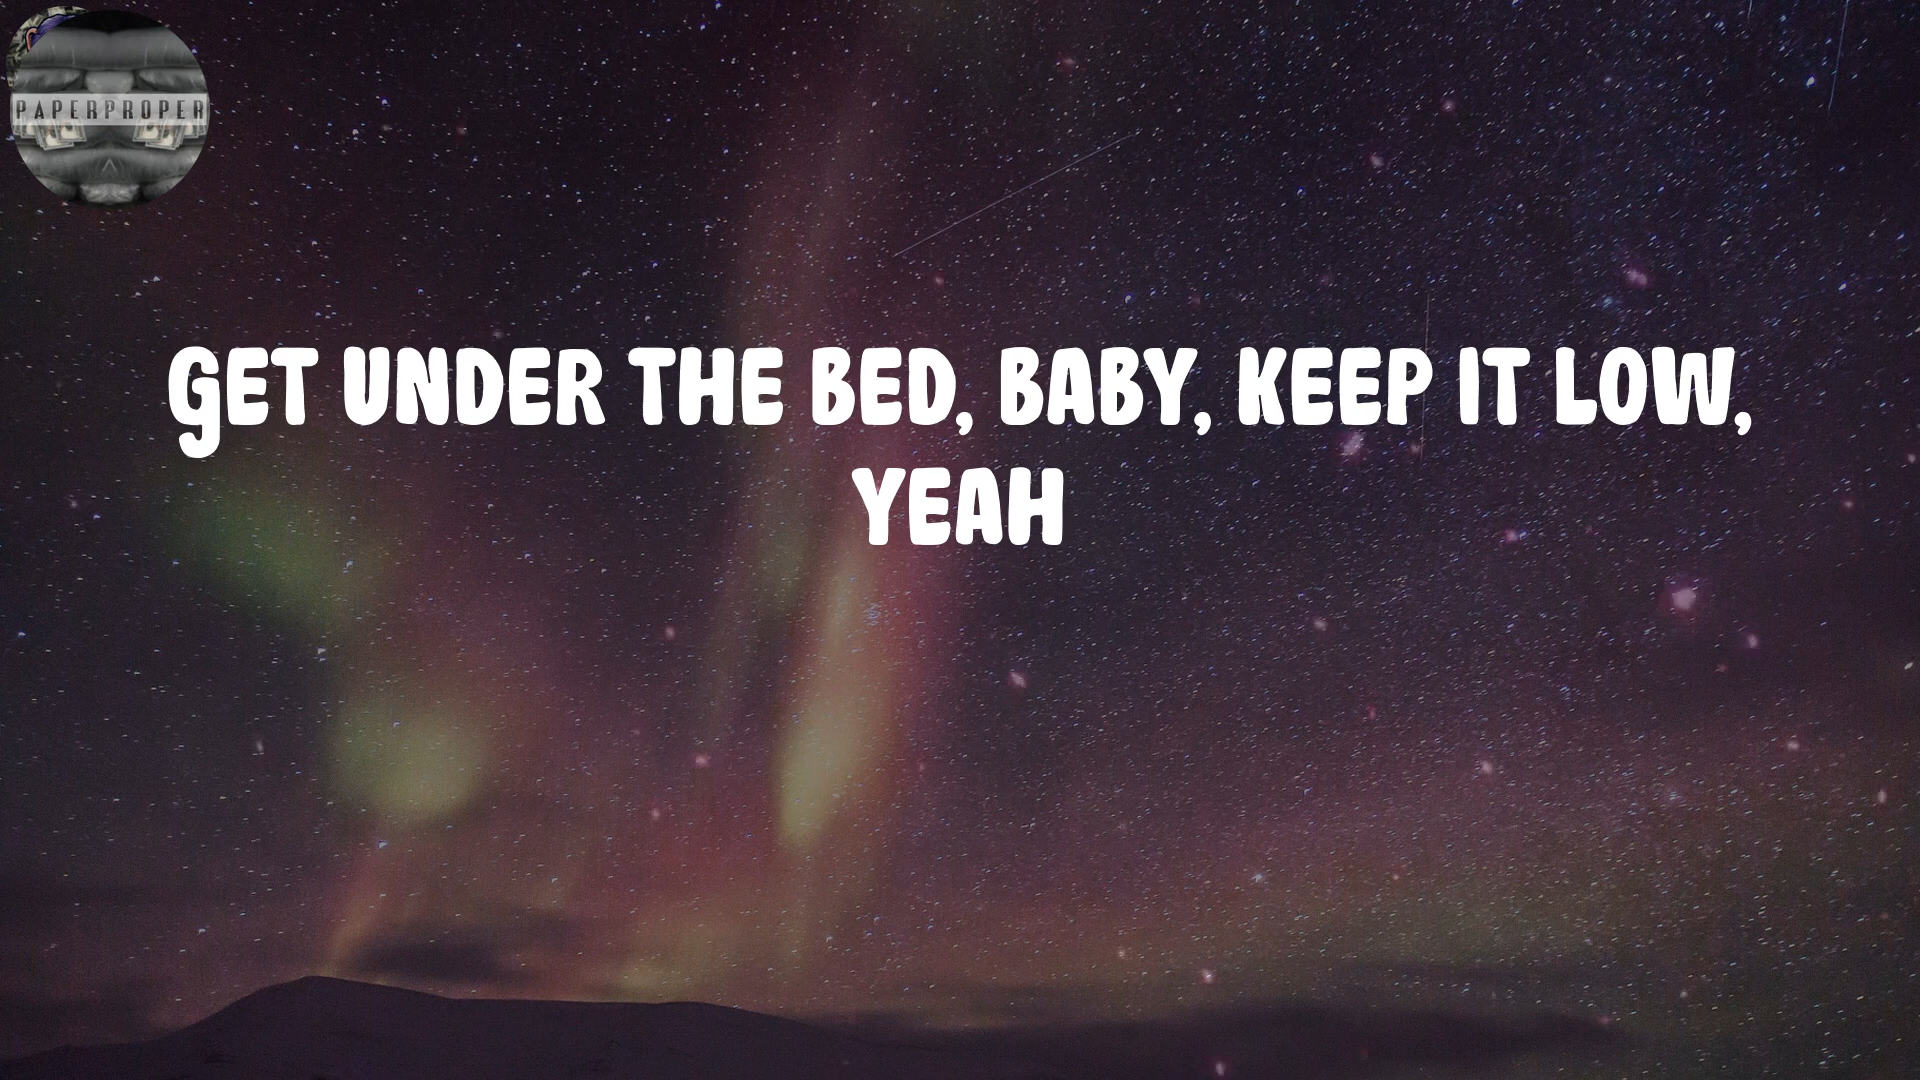 PAPERPROPER
GET UNDER THE BED, BABY, KEEP IT LOW,
YEAH